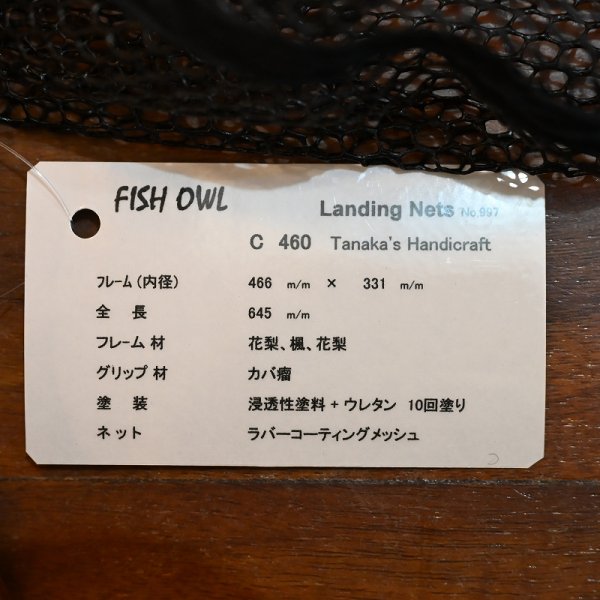 FISH OWL
Landing Nets No.997
C 460 Tanaka's Handicraft
フレーム(内径) 466 m/m × 331 m/m
全長 645 m/m
フレーム材 花梨、楓、花梨
グリップ材 カバ瘤
塗装 浸透性塗料+ウレタン 10回塗り
ネット ラバーコーティングメッシュ